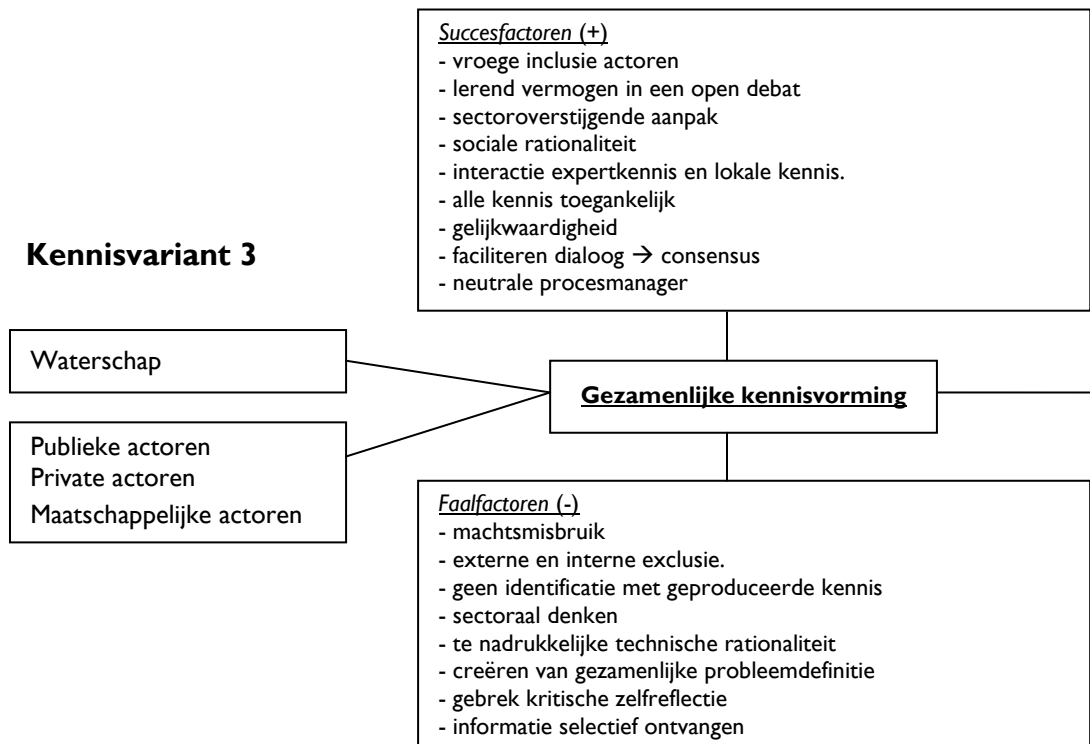 Succesfactoren (+)
- vroege inclusie actoren
- lerend vermogen in een open debat
- sectoroverstijgende aanpak
- sociale rationaliteit
- interactie expertkennis en lokale kennis.
- alle kennis toegankelijk
- gelijkwaardigheid
- faciliteren dialoog → consensus
- neutrale procesmanager
Kennisvariant 3
Waterschap
Gezamenlijke kennisvorming
Publieke actoren
Private actoren
Maatschappelijke actoren
Faalfactoren (-)
- machtsmisbruik
- externe en interne exclusie.
- geen identificatie met geproduceerde kennis
- sectoraal denken
- te nadrukkelijke technische rationaliteit
- creëren van gezamenlijke probleemdefinitie
- gebrek kritische zelfreflectie
- informatie selectief ontvangen